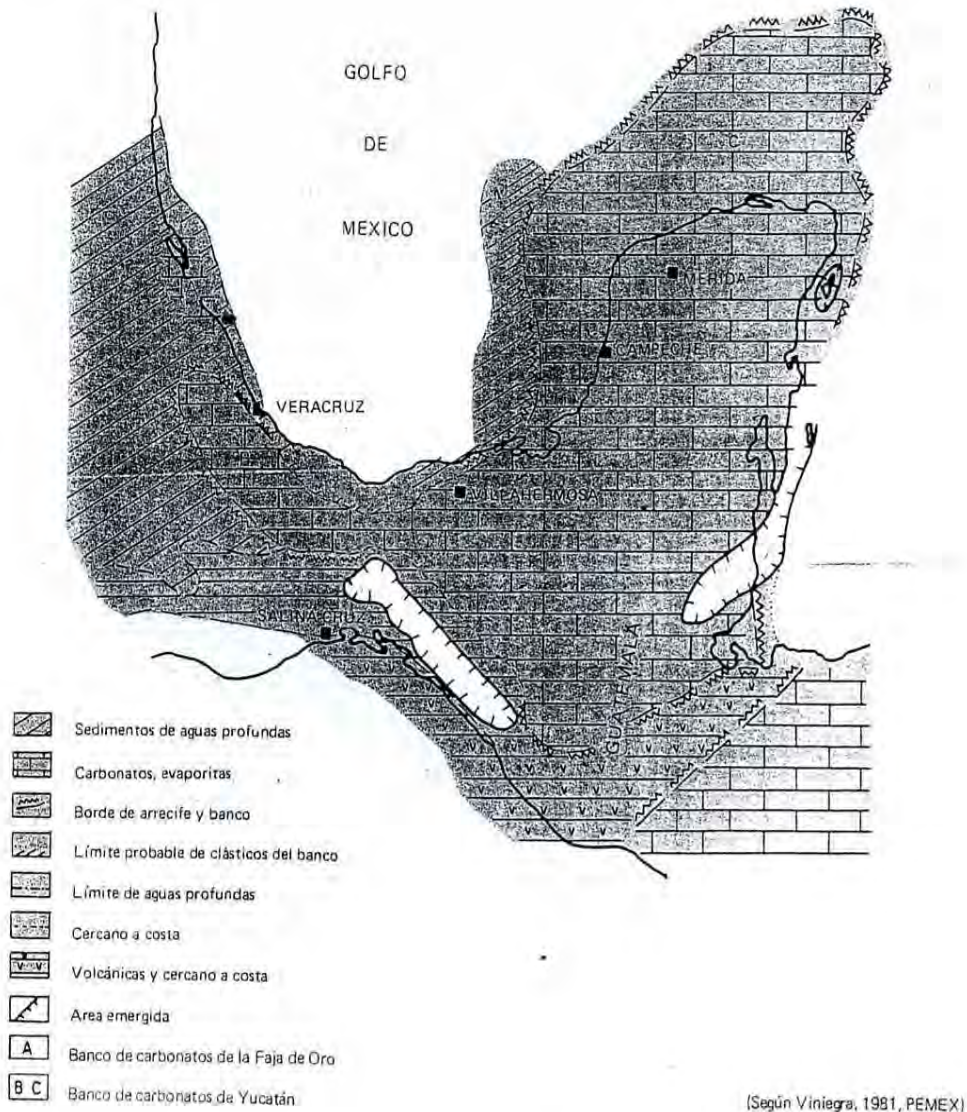 GOLFO
DE
MEXICO
C
MERIDA
CAMPECHE
VERACRUZ
VILLAHERMOSA
SALINA CRUZ
GUATEMALA
Sedimentos de aguas profundas
Carbonatos, evaporitas
Borde de arrecife y banco
Límite probable de clásticos del banco
Límite de aguas profundas
Cercano a costa
Volcánicas y cercano a costa
Area emergida
A Banco de carbonatos de la Faja de Oro
B C Banco de carbonatos de Yucatán
(Según Viniegra, 1981, PEMEX)